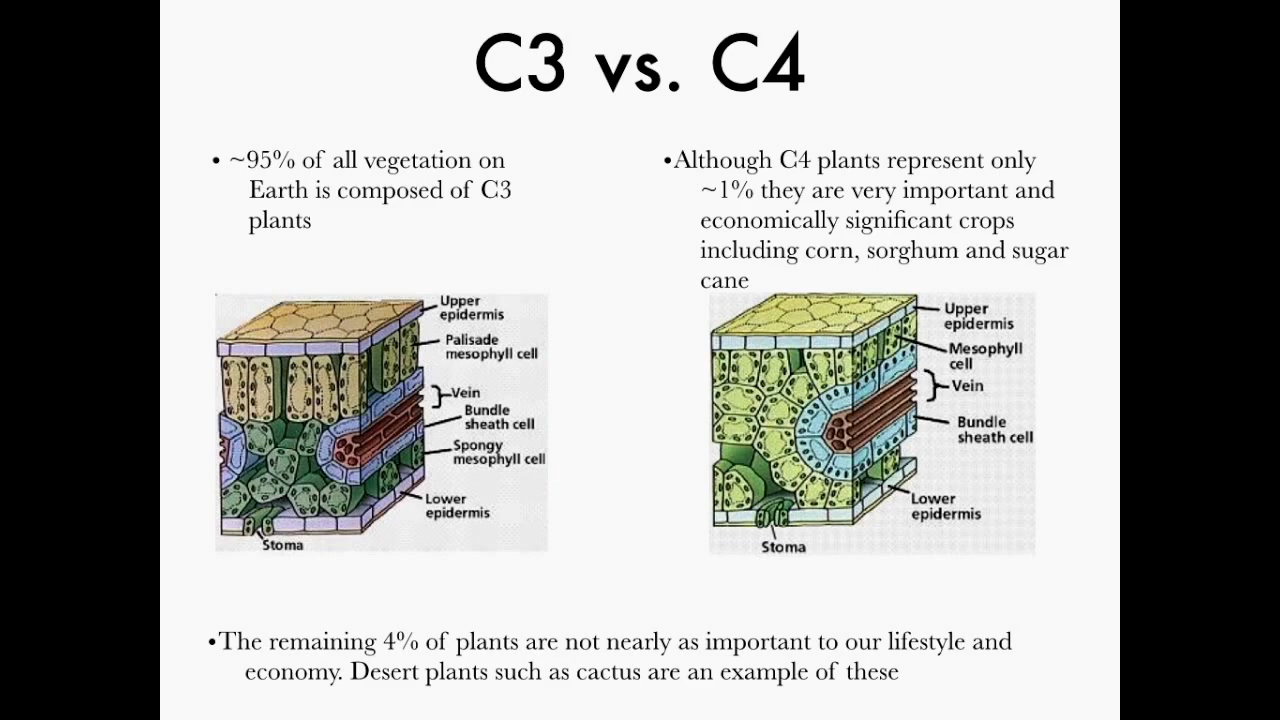 C3 vs. C4
• ~95% of all vegetation on
Earth is composed of C3
plants
•Although C4 plants represent only
~1% they are very important and
economically significant crops
including corn, sorghum and sugar
cane
Upper
epidermis
Palisade
mesophyll cell
Vein
Bundle
sheath cell
Spongy
mesophyll cell
Lower
epidermis
Stoma
Upper
epidermis
Mesophyll
cell
Vein
Bundle
sheath cell
Lower
epidermis
Stoma
•The remaining 4% of plants are not nearly as important to our lifestyle and
economy. Desert plants such as cactus are an example of these